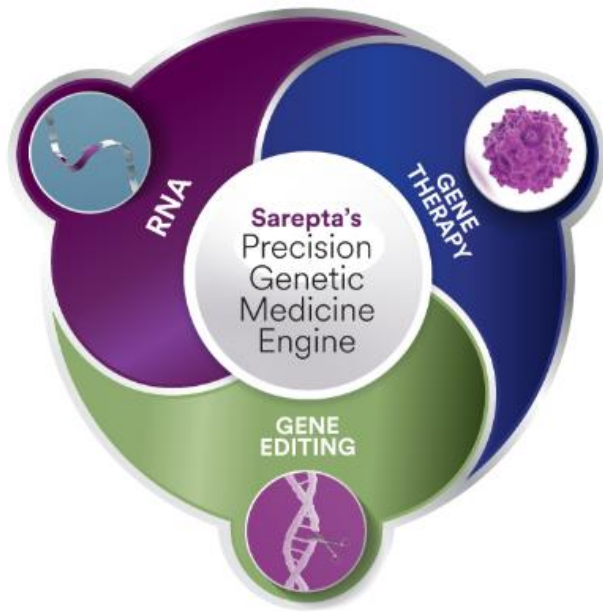 RNA
GENE
THERAPY
Sarepta's
Precision
Genetic
Medicine
Engine
GENE
EDITING